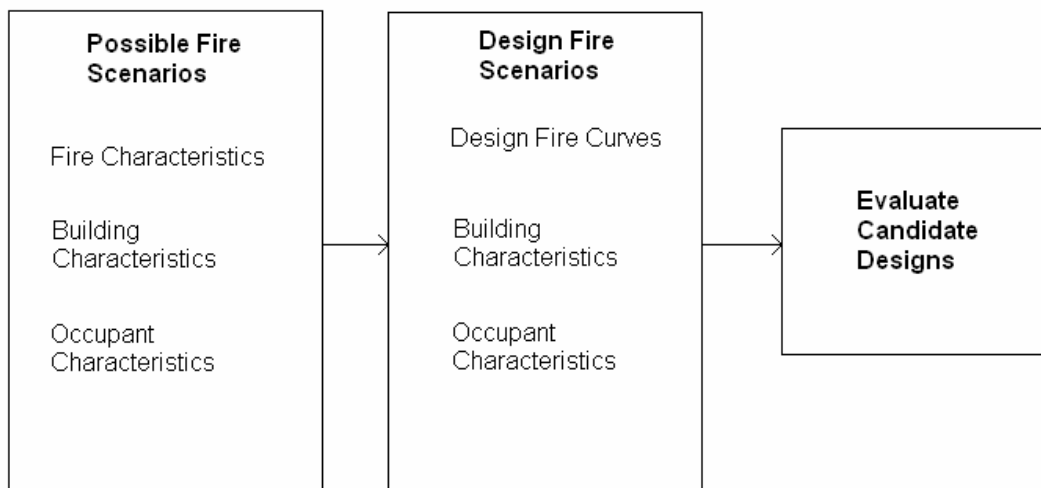 Possible Fire
Scenarios
Fire Characteristics
Building
Characteristics
Occupant
Characteristics
Design Fire
Scenarios
Design Fire Curves
Building
Characteristics
Occupant
Characteristics
Evaluate
Candidate
Designs